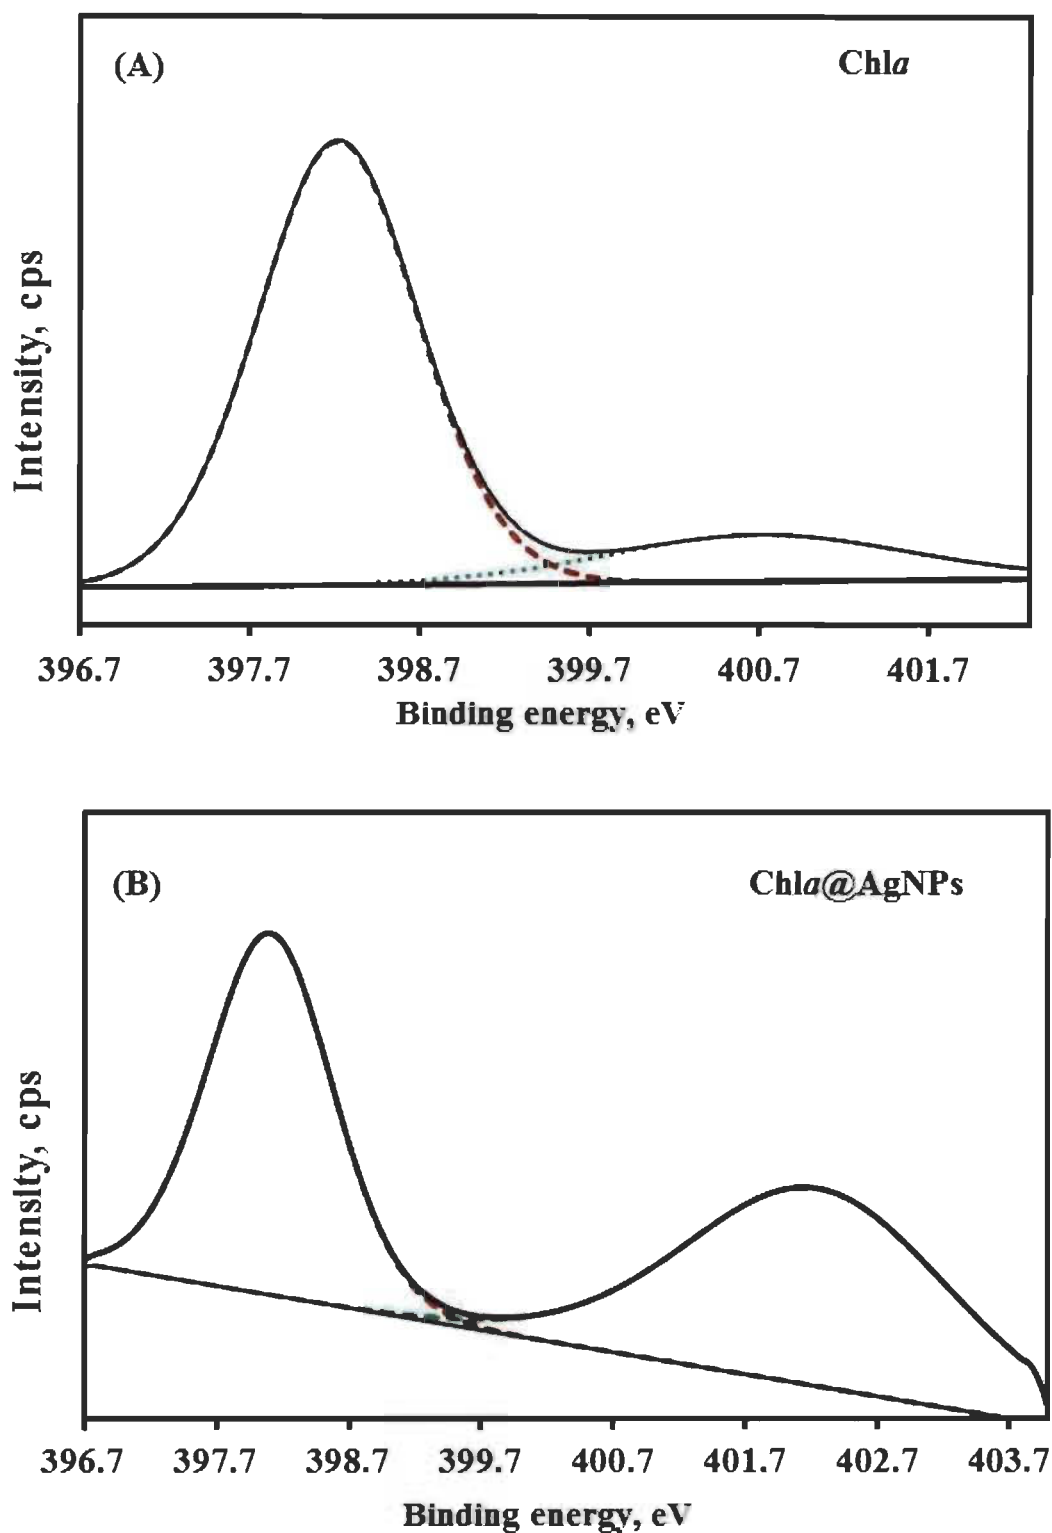 (A) Chla
Intensity, cps
396.7 397.7 398.7 399.7 400.7 401.7
Binding energy, eV
(B) Chla@AgNPs
Intensity, cps
396.7 397.7 398.7 399.7 400.7 401.7 402.7 403.7
Binding energy, eV